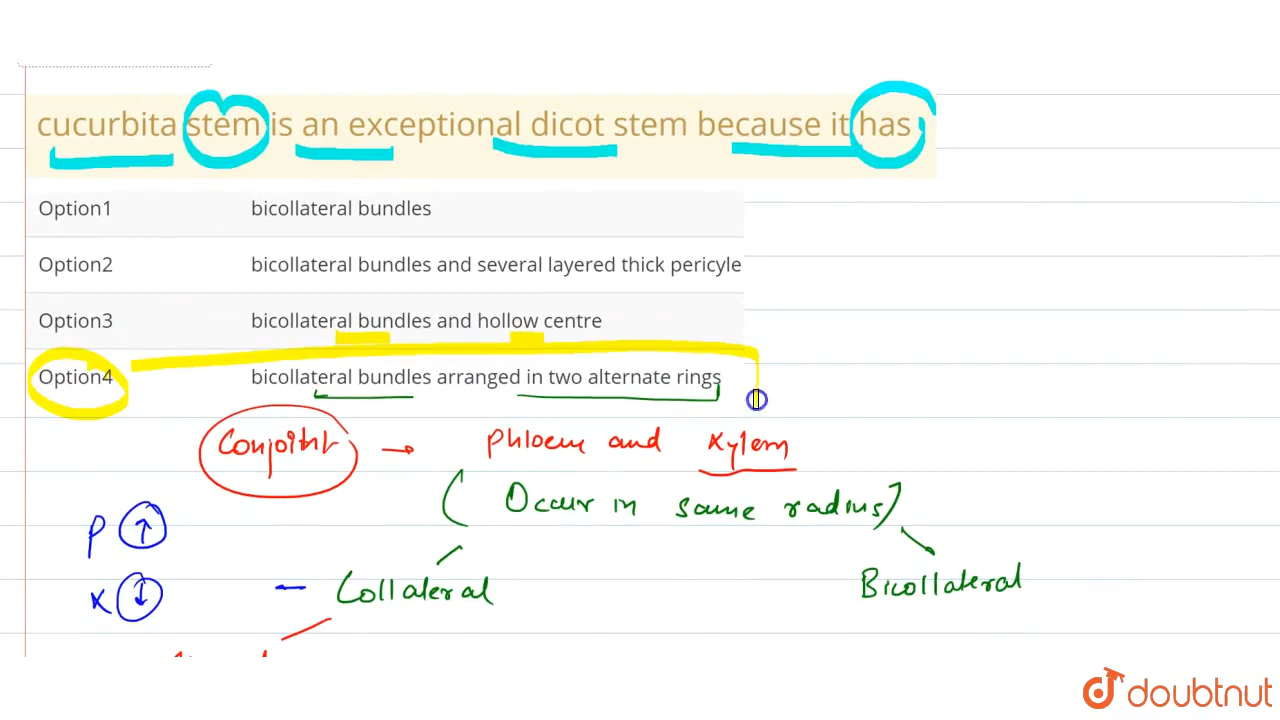 cucurbita stem is an exceptional dicot stem because it has
Option1 bicollateral bundles
Option2 bicollateral bundles and several layered thick pericyle
Option3 bicollateral bundles and hollow centre
Option4 bicollateral bundles arranged in two alternate rings
→ Phloem and xylem
( Occur in same radius)
P ↑
x ↓
– Collateral
Bicollateral
doubtnut